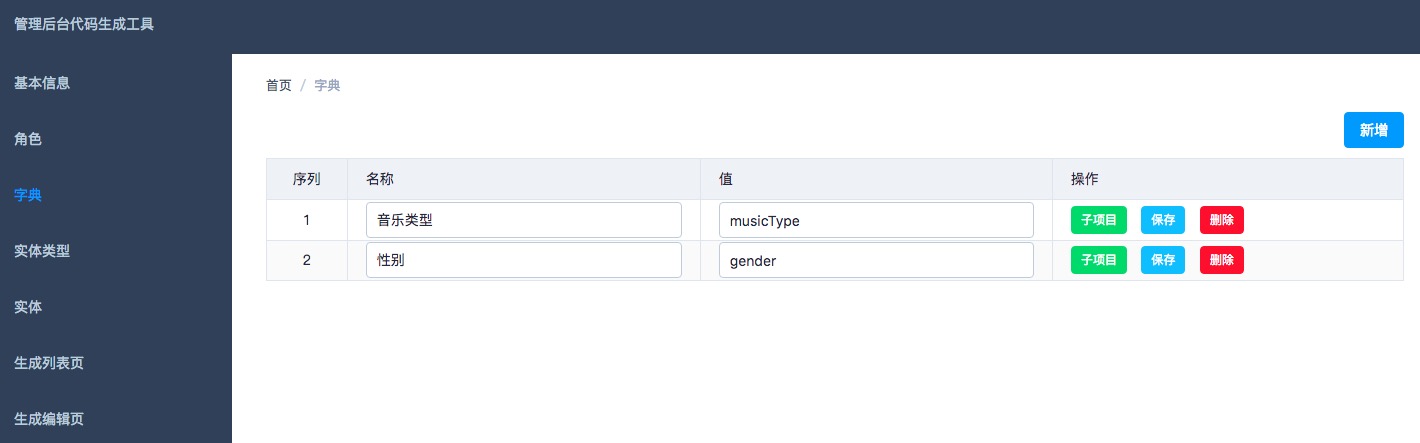 管理后台代码生成工具
基本信息
角色
字典
实体类型
实体
生成列表页
生成编辑页
首页 / 字典
新增
序列 名称 值 操作
1 音乐类型 musicType 子项目 保存 删除
2 性别 gender 子项目 保存 删除